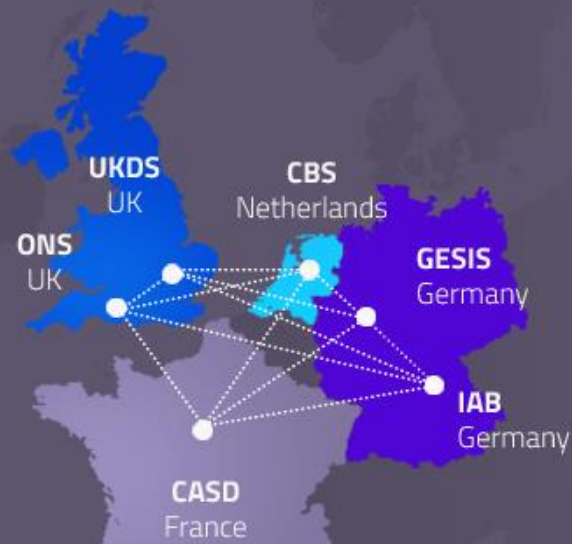 UKDS
UK
CBS
Netherlands
ONS
UK
GESIS
Germany
IAB
Germany
CASD
France